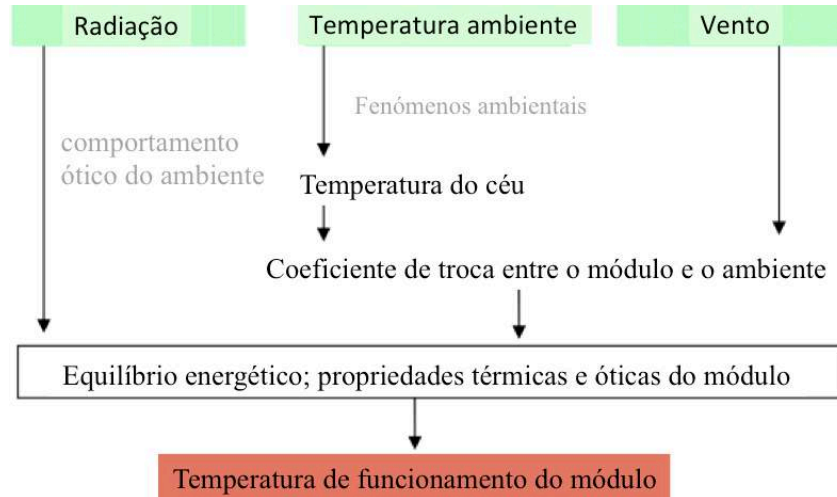 Radiação
Temperatura ambiente
Vento
Fenómenos ambientais
comportamento
ótico do ambiente
Temperatura do céu
Coeficiente de troca entre o módulo e o ambiente
Equilíbrio energético; propriedades térmicas e óticas do módulo
Temperatura de funcionamento do módulo